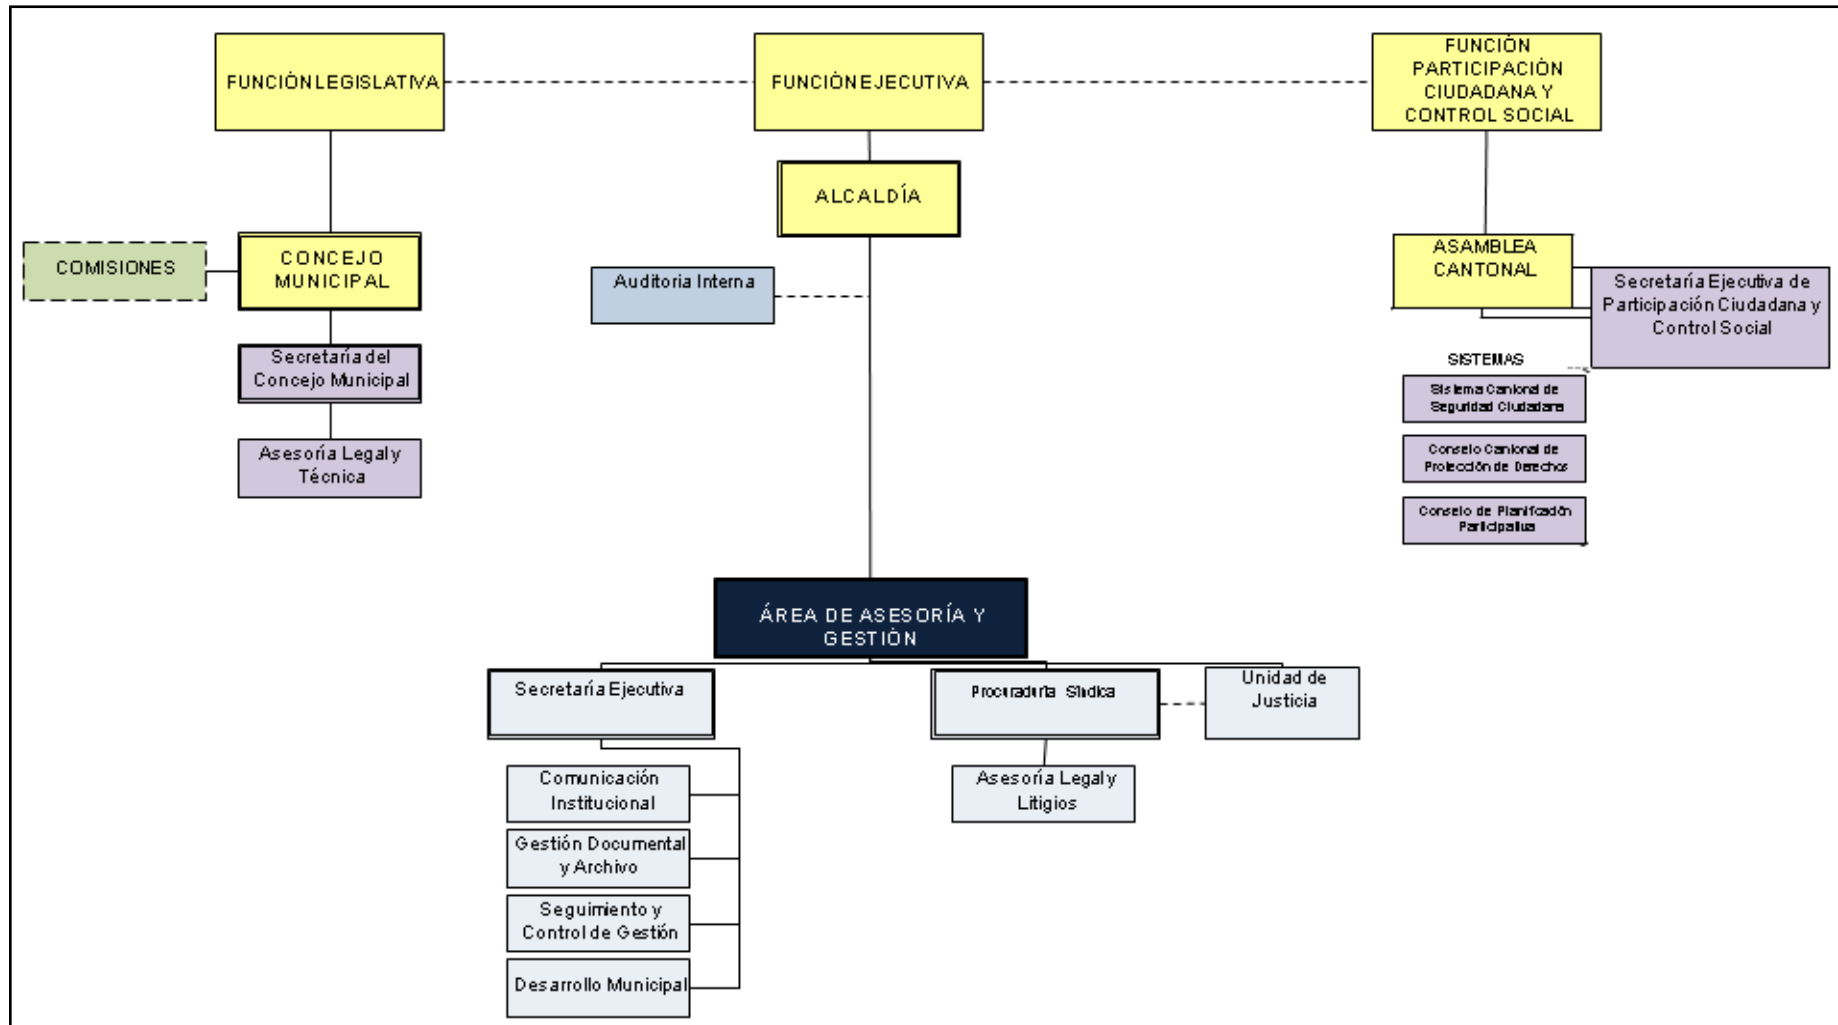 FUNCIÓN LEGISLATIVA
FUNCIÓN EJECUTIVA
FUNCIÓN
PARTICIPACIÓN
CIUDADANA Y
CONTROL SOCIAL
ALCALDÍA
COMISIONES
CONCEJO
MUNICIPAL
Auditoria Interna
ASAMBLEA
CANTONAL
Secretaría Ejecutiva de
Participación Ciudadana y
Control Social
Secretaría del
Concejo Municipal
SISTEMAS
Sistema Cantonal de
Seguridad Ciudadana
Asesoría Legal y
Técnica
Consejo Cantonal de
Protección de Derechos
Consejo de Planificación
Participativa
ÁREA DE ASESORÍA Y
GESTIÓN
Secretaría Ejecutiva
Procuraduría Síndica
Unidad de
Justicia
Comunicación
Institucional
Asesoría Legal y
Litigios
Gestión Documental
y Archivo
Seguimiento y
Control de Gestión
Desarrollo Municipal